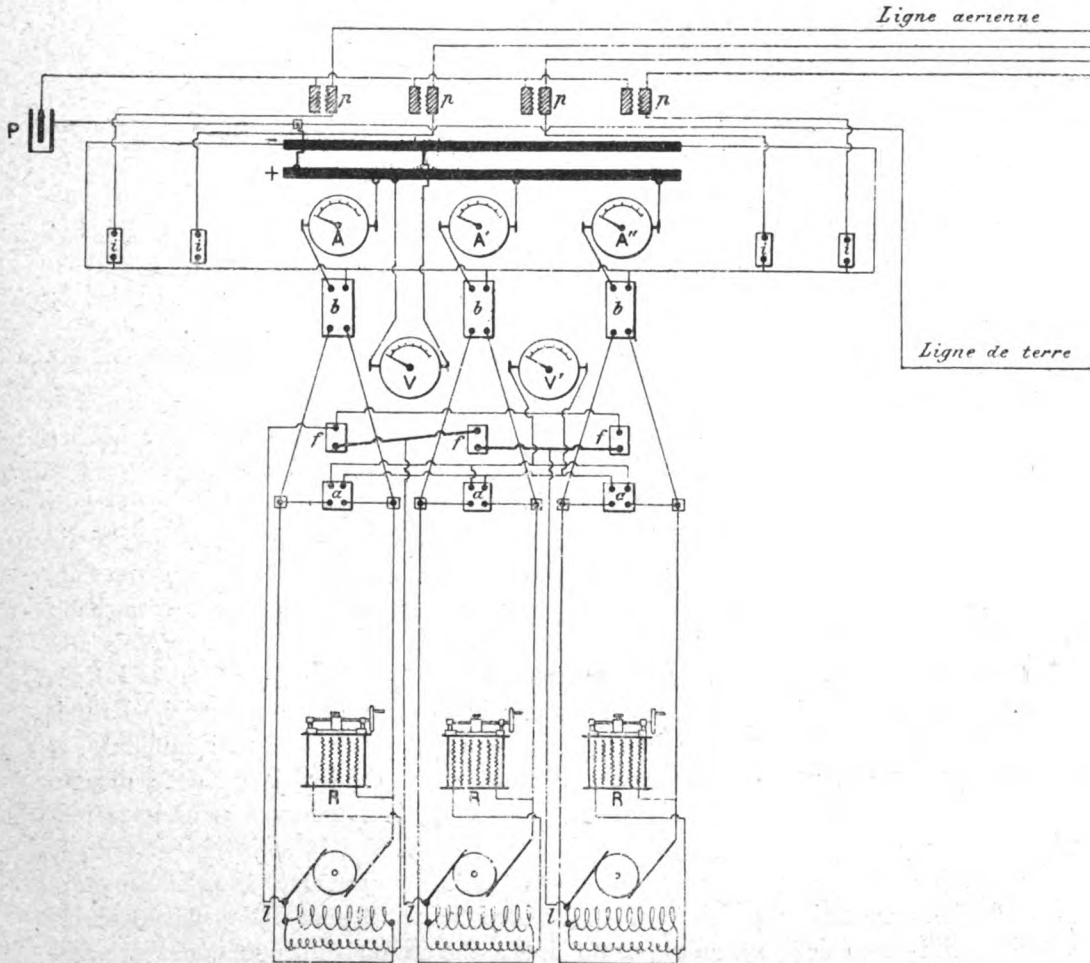 Ligne aerienne
p p p p
P
-
+
A A' A"
i i i i
b b b
Ligne de terre
V V'
f f f
a a a
R R R
l l l